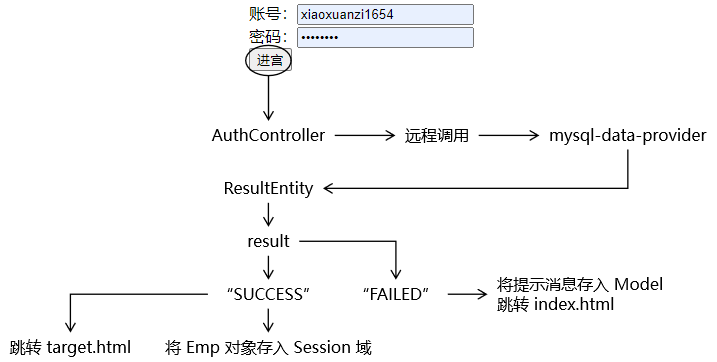 账号：xiaoxuanzi1654
密码：••••••••
进宫
AuthController 远程调用 mysql-data-provider
ResultEntity
result
“SUCCESS” “FAILED” 将提示消息存入 Model
跳转 index.html
跳转 target.html 将 Emp 对象存入 Session 域